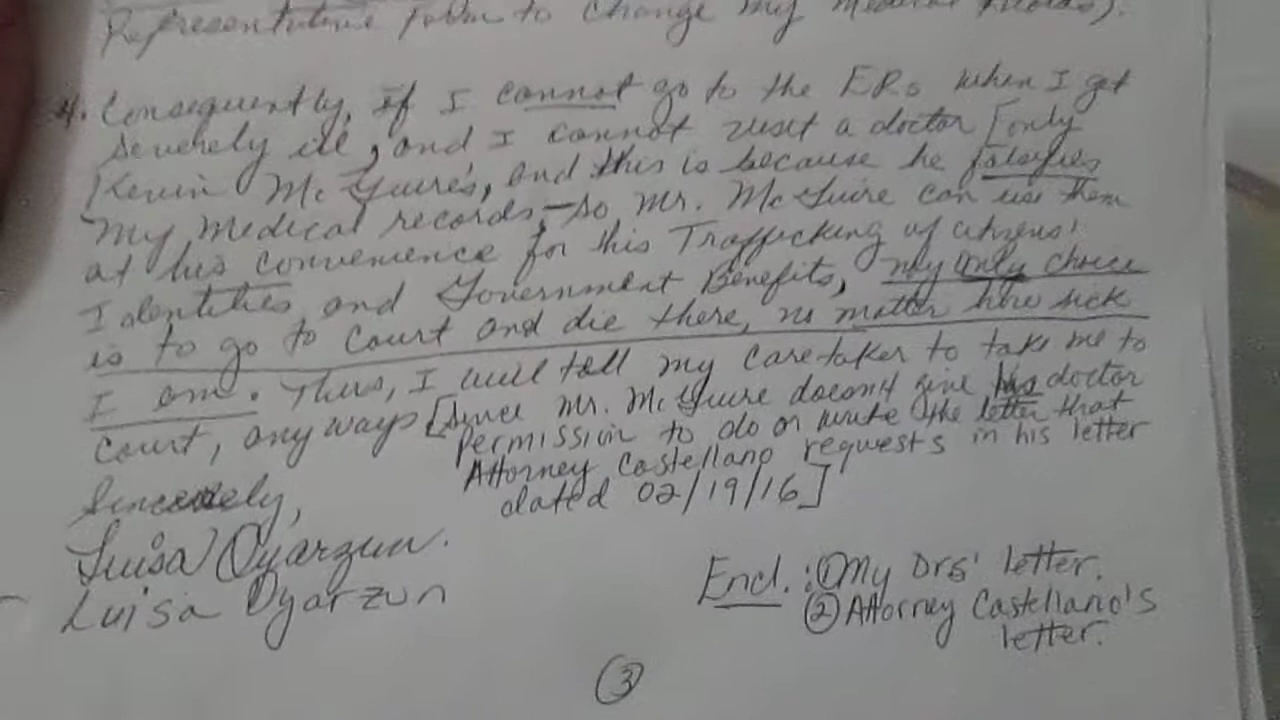 Representative form to change my Medical Records).
4. Consequently, if I cannot go to the ERs when I get
severely ill, and I cannot visit a doctor [only
Kevin McGuire's, and this is because he falsifies
My Medical records, so Mr. McGuire can use them
at his convenience for this Trafficking of citizens'
Identities and Government Benefits, my only choice
is to go to Court and die there, no matter how sick
I am. Thus, I will tell my caretaker to take me to
court, anyways [since Mr. McGuire doesn't give his doctor
Permission to do or write the letter that
Attorney Castellano requests in his letter
dated 02/19/16]
Sincerely,
Luisa Oyarzun.
Luisa Oyarzun
Encl.: ① My Drs' letter.
② Attorney Castellano's
letter.
③